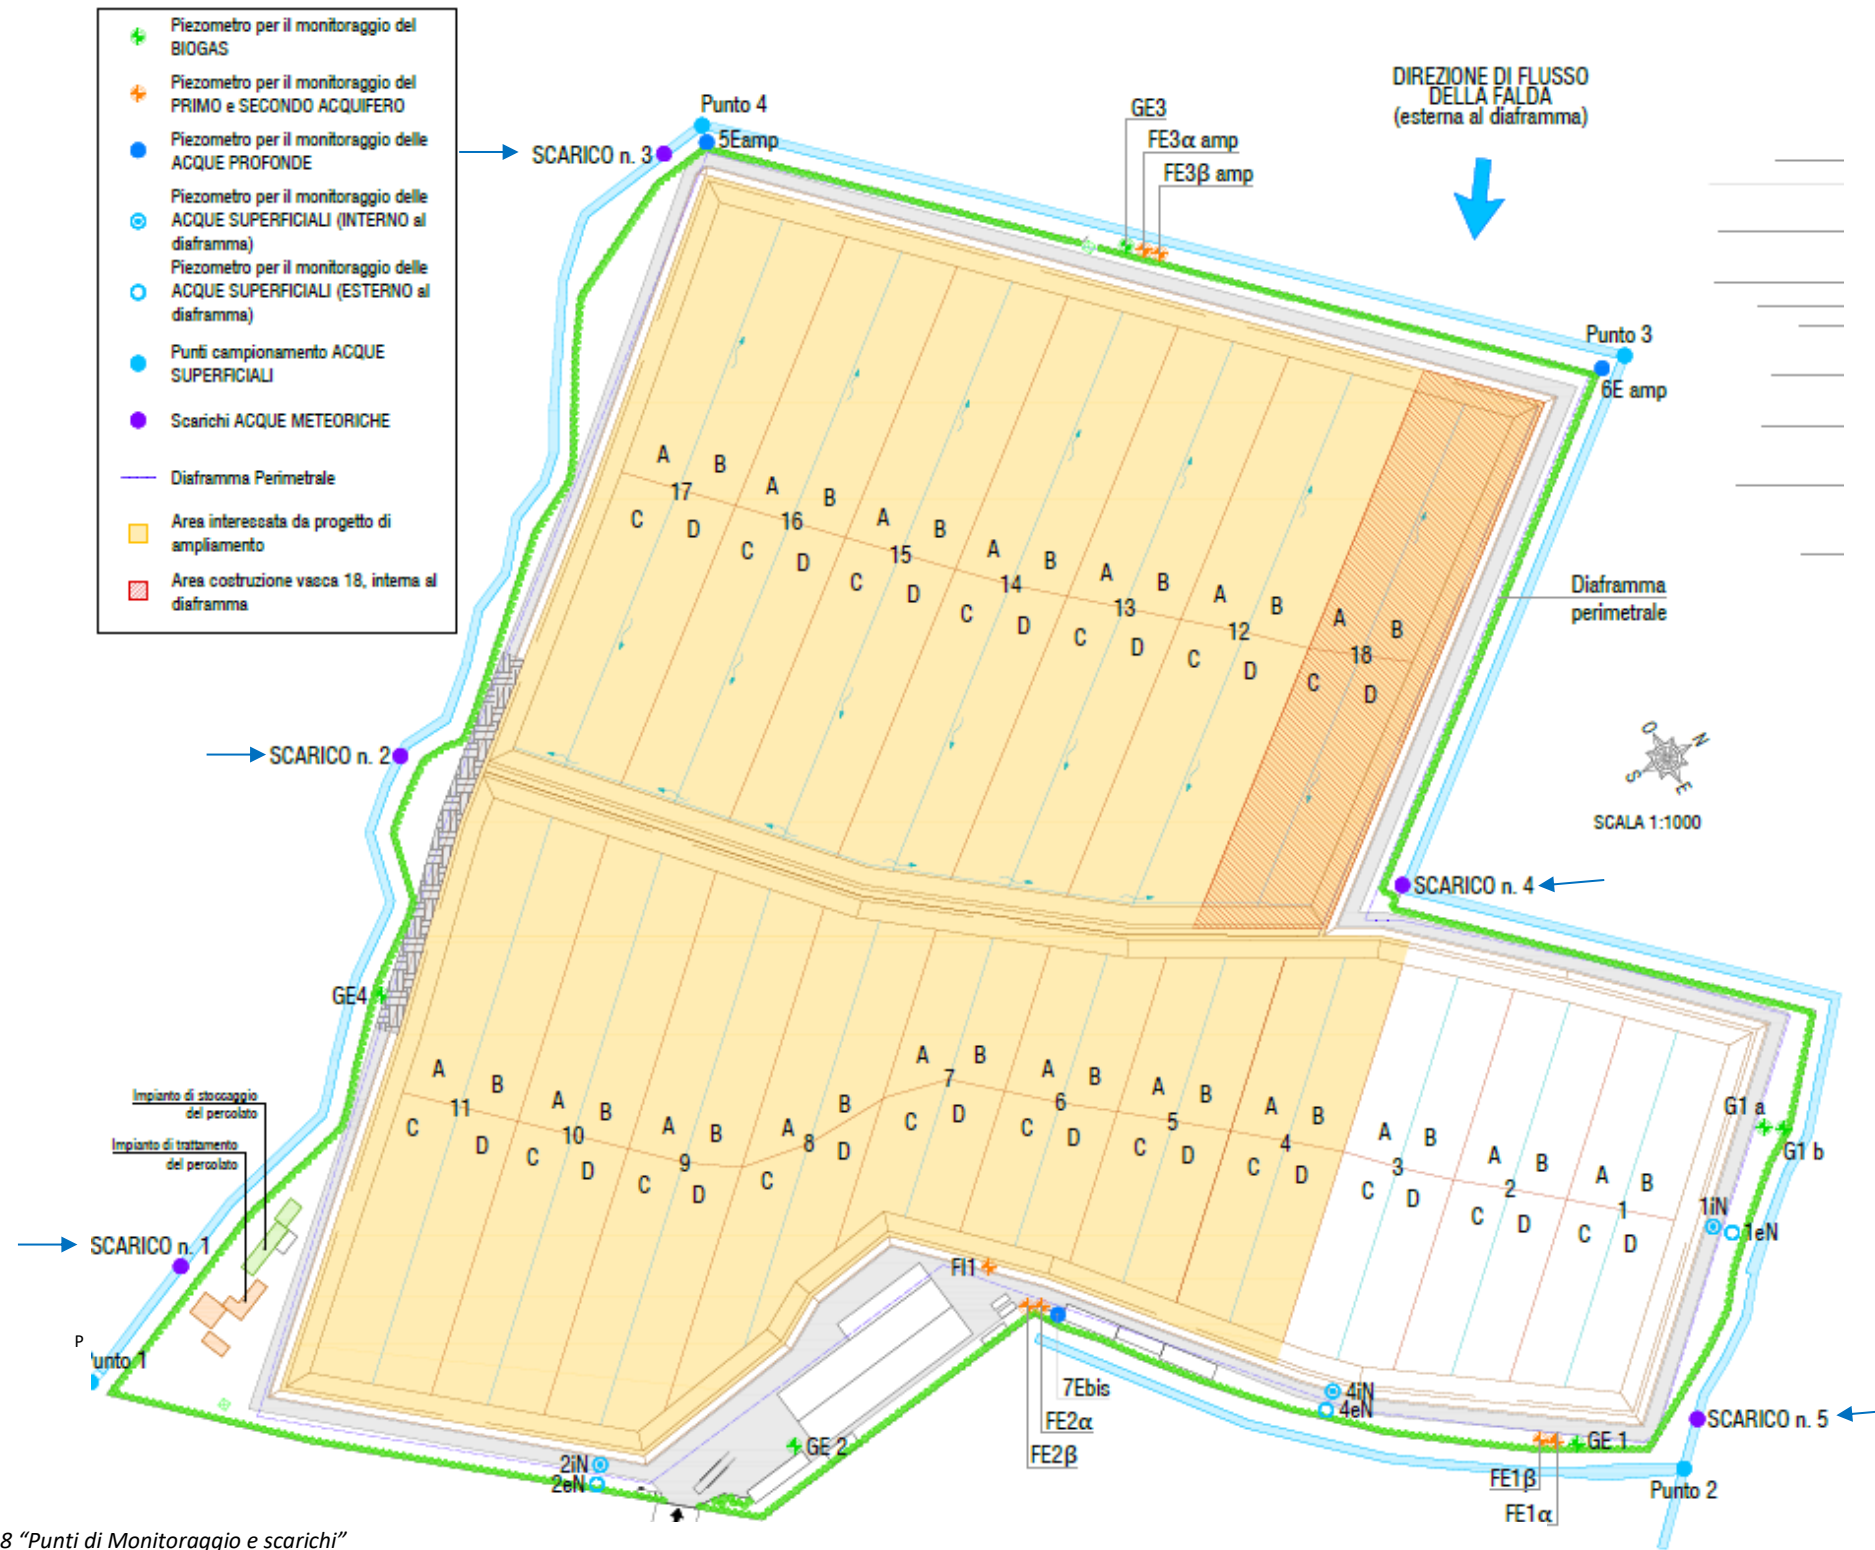 Piezometro per il monitoraggio del
BIOGAS
Piezometro per il monitoraggio del
PRIMO e SECONDO ACQUIFERO
Piezometro per il monitoraggio delle
ACQUE PROFONDE
Piezometro per il monitoraggio delle
ACQUE SUPERFICIALI (INTERNO al
diaframma)
Piezometro per il monitoraggio delle
ACQUE SUPERFICIALI (ESTERNO al
diaframma)
Punti campionamento ACQUE
SUPERFICIALI
Scarichi ACQUE METEORICHE
Diaframma Perimetrale
Area interessata da progetto di
ampliamento
Area costruzione vasca 18, interna al
diaframma
DIREZIONE DI FLUSSO
DELLA FALDA
(esterna al diaframma)
Punto 4
5Eamp
SCARICO n. 3
GE3
FE3α amp
FE3β amp
Punto 3
6E amp
A B
17
C D
A B
16
C D
A B
15
C D
A B
14
C D
A B
13
C D
A B
12
C D
A B
18
C D
Diaframma
perimetrale
O N
S E
SCALA 1:1000
SCARICO n. 2
SCARICO n. 4
GE4
A B
11
C D
A B
10
C D
A B
9
C D
A B
8
C D
A B
7
C D
A B
6
C D
A B
5
C D
A B
4
C D
A B
3
C D
A B
2
C D
A B
1
C D
G1 a
G1 b
1iN
1eN
Impianto di stoccaggio
del percolato
Impianto di trattamento
del percolato
SCARICO n. 1
P
unto 1
FI1
7Ebis
FE2α
FE2β
4iN
4eN
GE 2
2iN
2eN
SCARICO n. 5
GE 1
FE1β
FE1α
Punto 2
8 “Punti di Monitoraggio e scarichi”